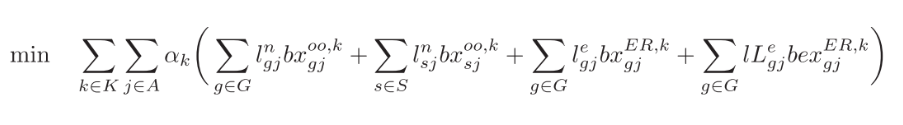 min ∑_{k∈K} ∑_{j∈A} α_k ( ∑_{g∈G} l^n_{gj} bx^{oo,k}_{gj} + ∑_{s∈S} l^n_{sj} bx^{oo,k}_{sj} + ∑_{g∈G} l^e_{gj} bx^{ER,k}_{gj} + ∑_{g∈G} lL^e_{gj} bex^{ER,k}_{gj} )